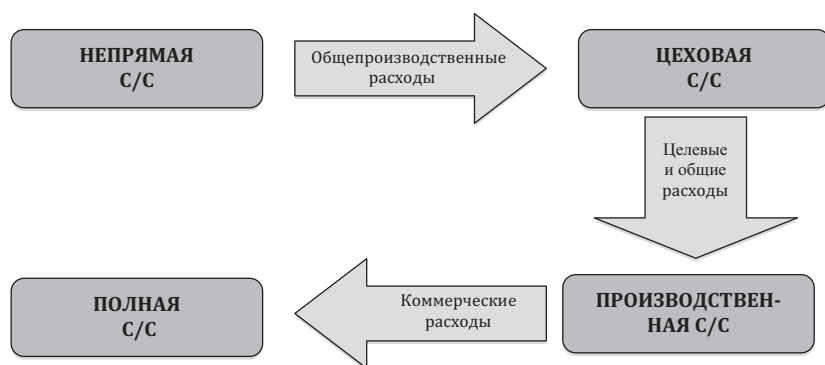 НЕПРЯМАЯ
С/С
Общепроизводственные
расходы
ЦЕХОВАЯ
С/С
Целевые
и общие
расходы
ПРОИЗВОДСТВЕН-
НАЯ С/С
Коммерческие
расходы
ПОЛНАЯ
С/С